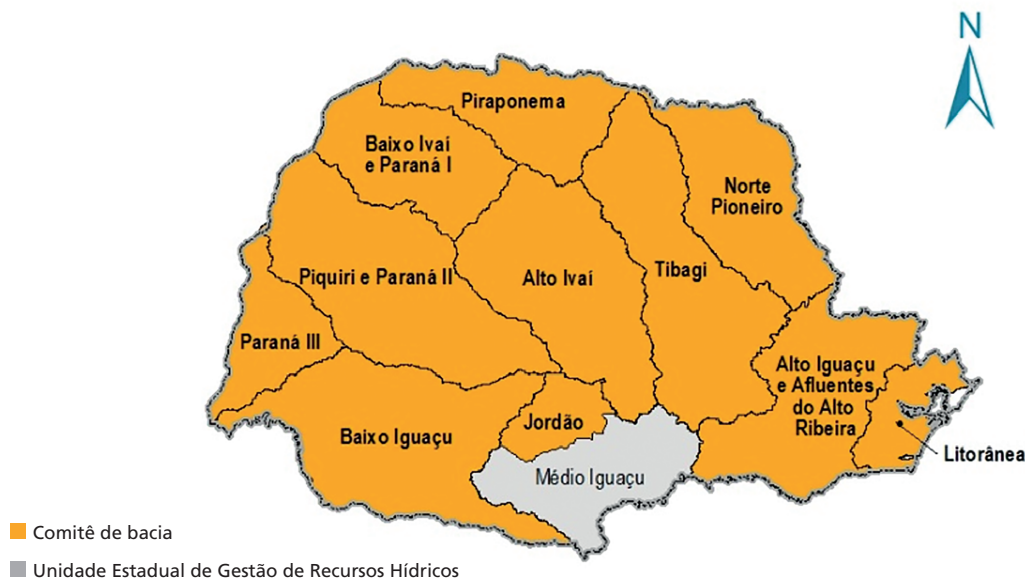 N
Piraponema
Baixo Ivaí
e Paraná I
Norte
Pioneiro
Piquiri e Paraná II
Alto Ivaí
Tibagi
Paraná III
Alto Iguaçu
e Afluentes
do Alto
Ribeira
Jordão
Baixo Iguaçu
Litorânea
Médio Iguaçu
Comitê de bacia
Unidade Estadual de Gestão de Recursos Hídricos